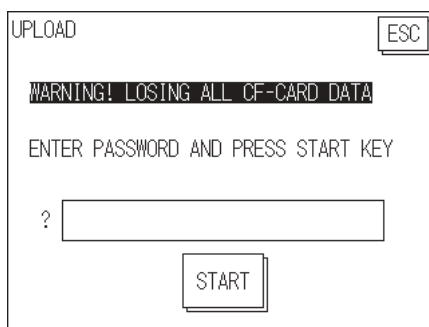 UPLOAD
ESC
WARNING! LOSING ALL CF-CARD DATA
ENTER PASSWORD AND PRESS START KEY
?
START